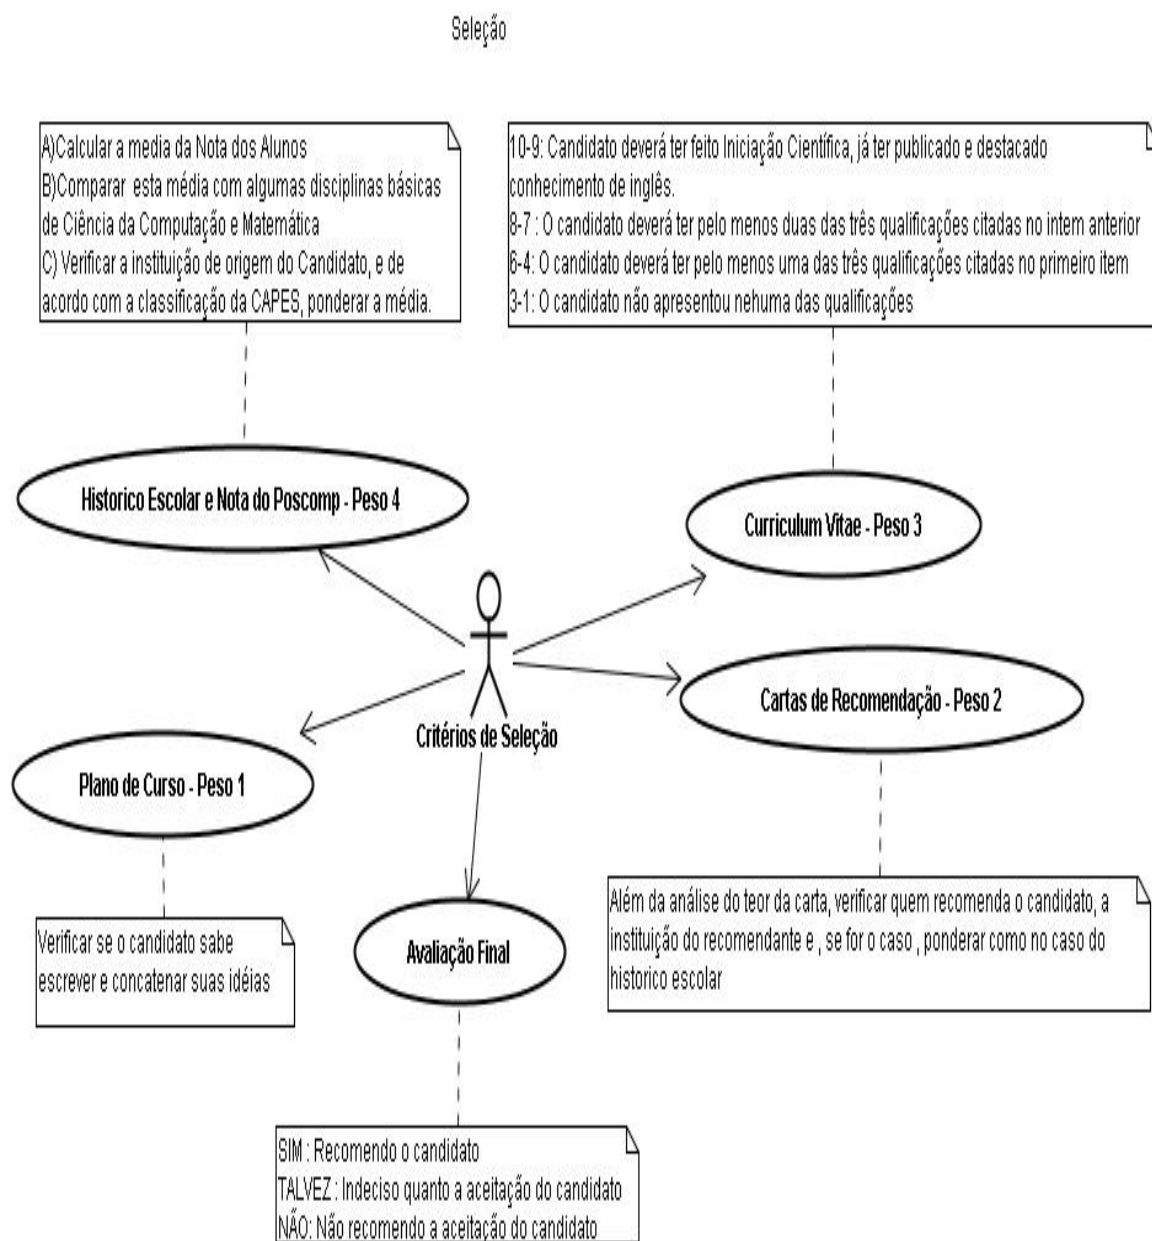 Seleção
A)Calcular a media da Nota dos Alunos
B)Comparar esta média com algumas disciplinas básicas
de Ciência da Computação e Matemática
C) Verificar a instituição de origem do Candidato, e de
acordo com a classificação da CAPES, ponderar a média.
10-9: Candidato deverá ter feito Iniciação Científica, já ter publicado e destacado
conhecimento de inglês.
8-7 : O candidato deverá ter pelo menos duas das três qualificações citadas no intem anterior
6-4: O candidato deverá ter pelo menos uma das três qualificações citadas no primeiro item
3-1: O candidato não apresentou nehuma das qualificações
Historico Escolar e Nota do Poscomp - Peso 4
Curriculum Vitae - Peso 3
Cartas de Recomendação - Peso 2
Critérios de Seleção
Plano de Curso - Peso 1
Além da análise do teor da carta, verificar quem recomenda o candidato, a
instituição do recomendante e , se for o caso , ponderar como no caso do
historico escolar
Verificar se o candidato sabe
escrever e concatenar suas idéias
Avaliação Final
SIM : Recomendo o candidato
TALVEZ : Indeciso quanto a aceitação do candidato
NÃO: Não recomendo a aceitação do candidato